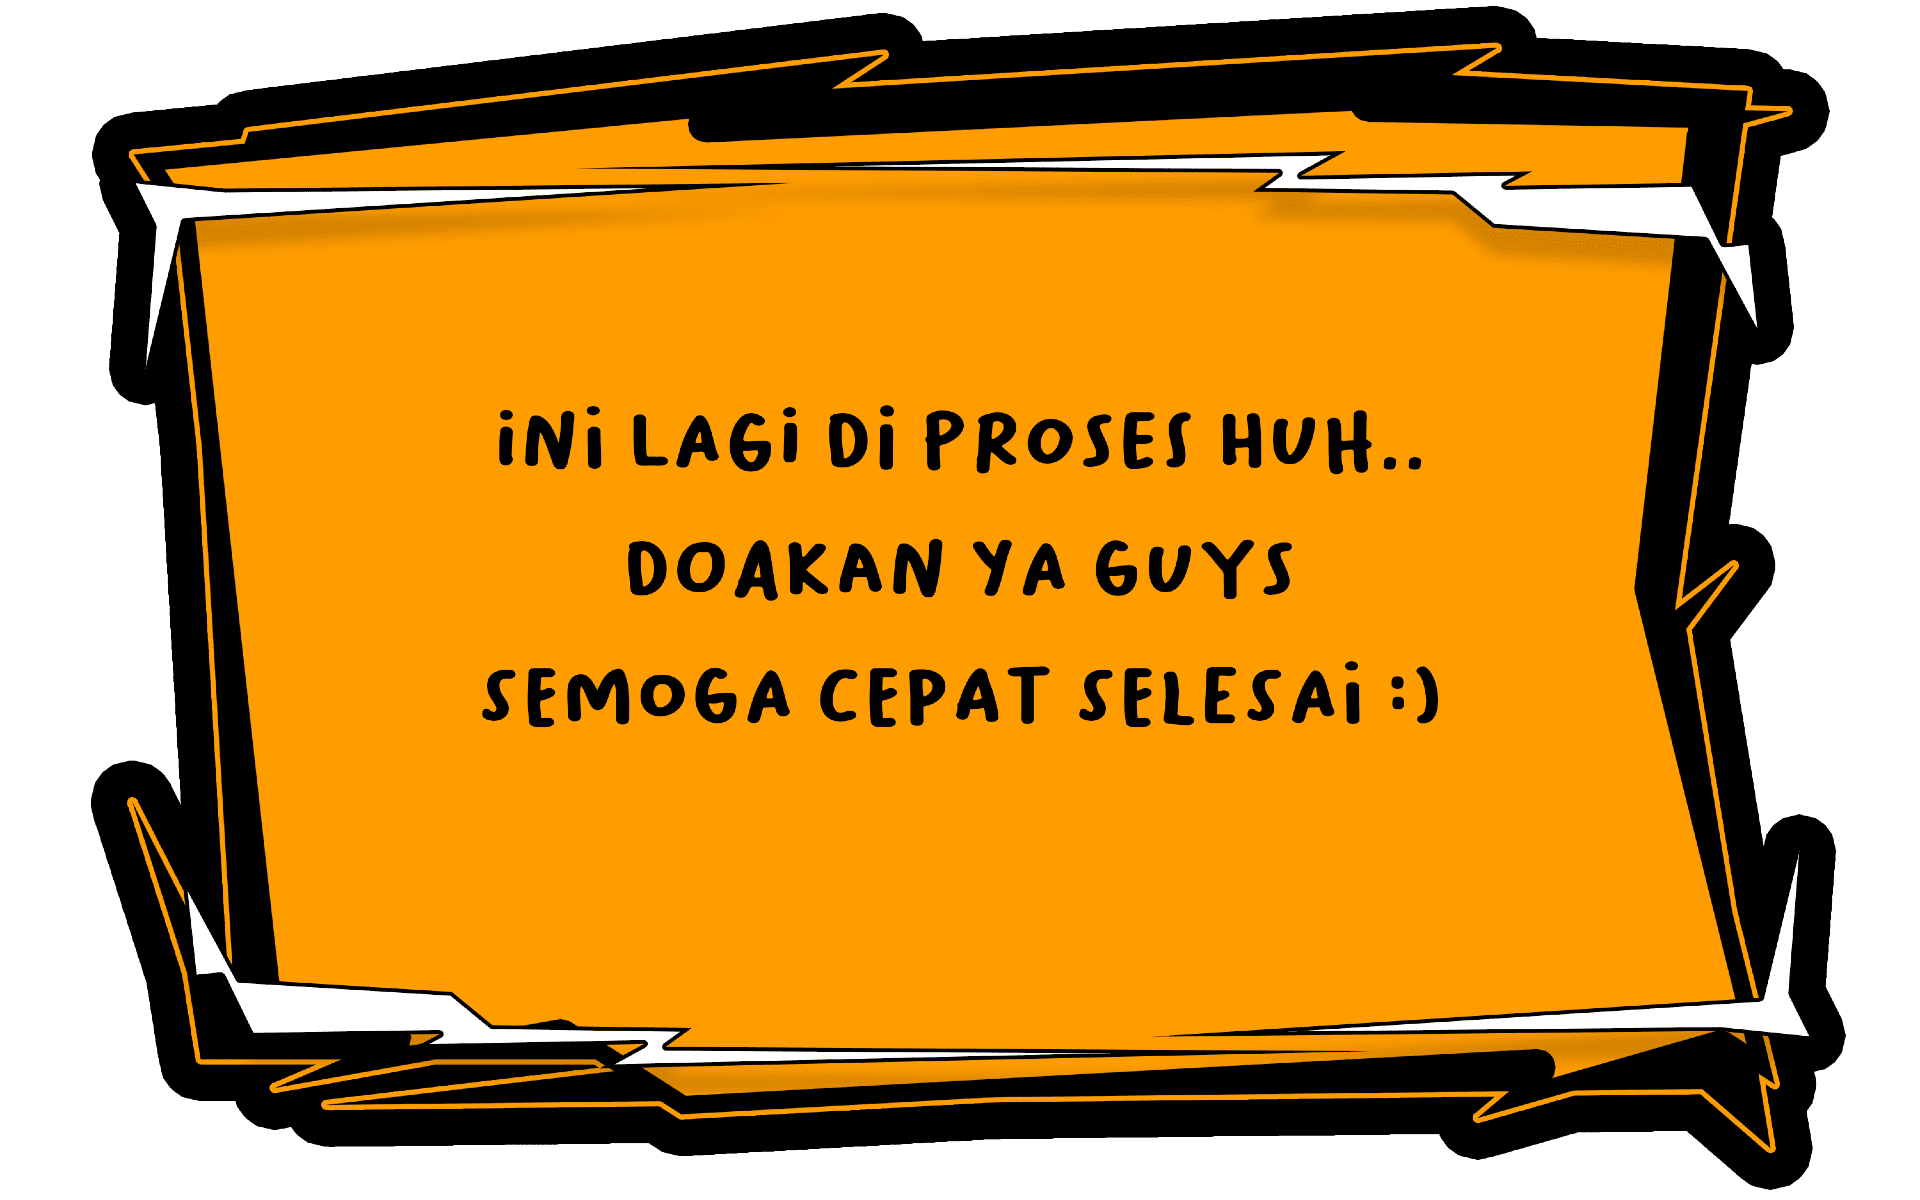 INI LAGI DI PROSES HUH..
DOAKAN YA GUYS
SEMOGA CEPAT SELESAI :)